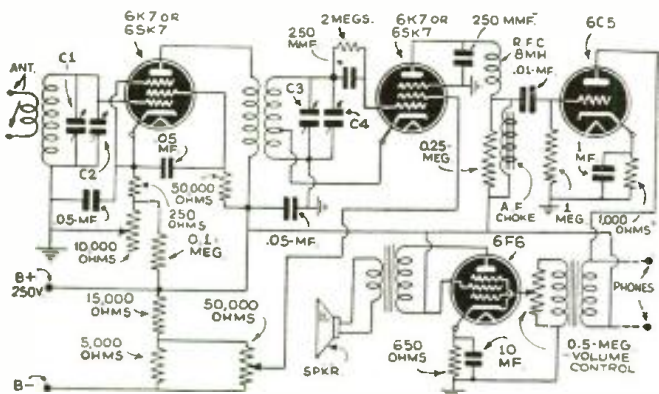 6K7 OR
6SK7
2 MEGS.
250
MMF
6K7 OR
6SK7
250 MMF
R.F.C.
8MH
.01-MF.
6C5
ANT.
C1
C2
C3
C4
.05
MF
50,000
OHMS
.05-MF.
250
OHMS
10,000
OHMS
0.1-
MEG
.05-MF.
0.25-
MEG
A.F.
CHOKE
1
MF
1
MEG
1,000
OHMS
B+
250V
15,000
OHMS
50,000
OHMS
5,000
OHMS
B-
SPKR.
6F6
650
OHMS
10
MF
0.5-MEG
VOLUME
CONTROL
PHONES